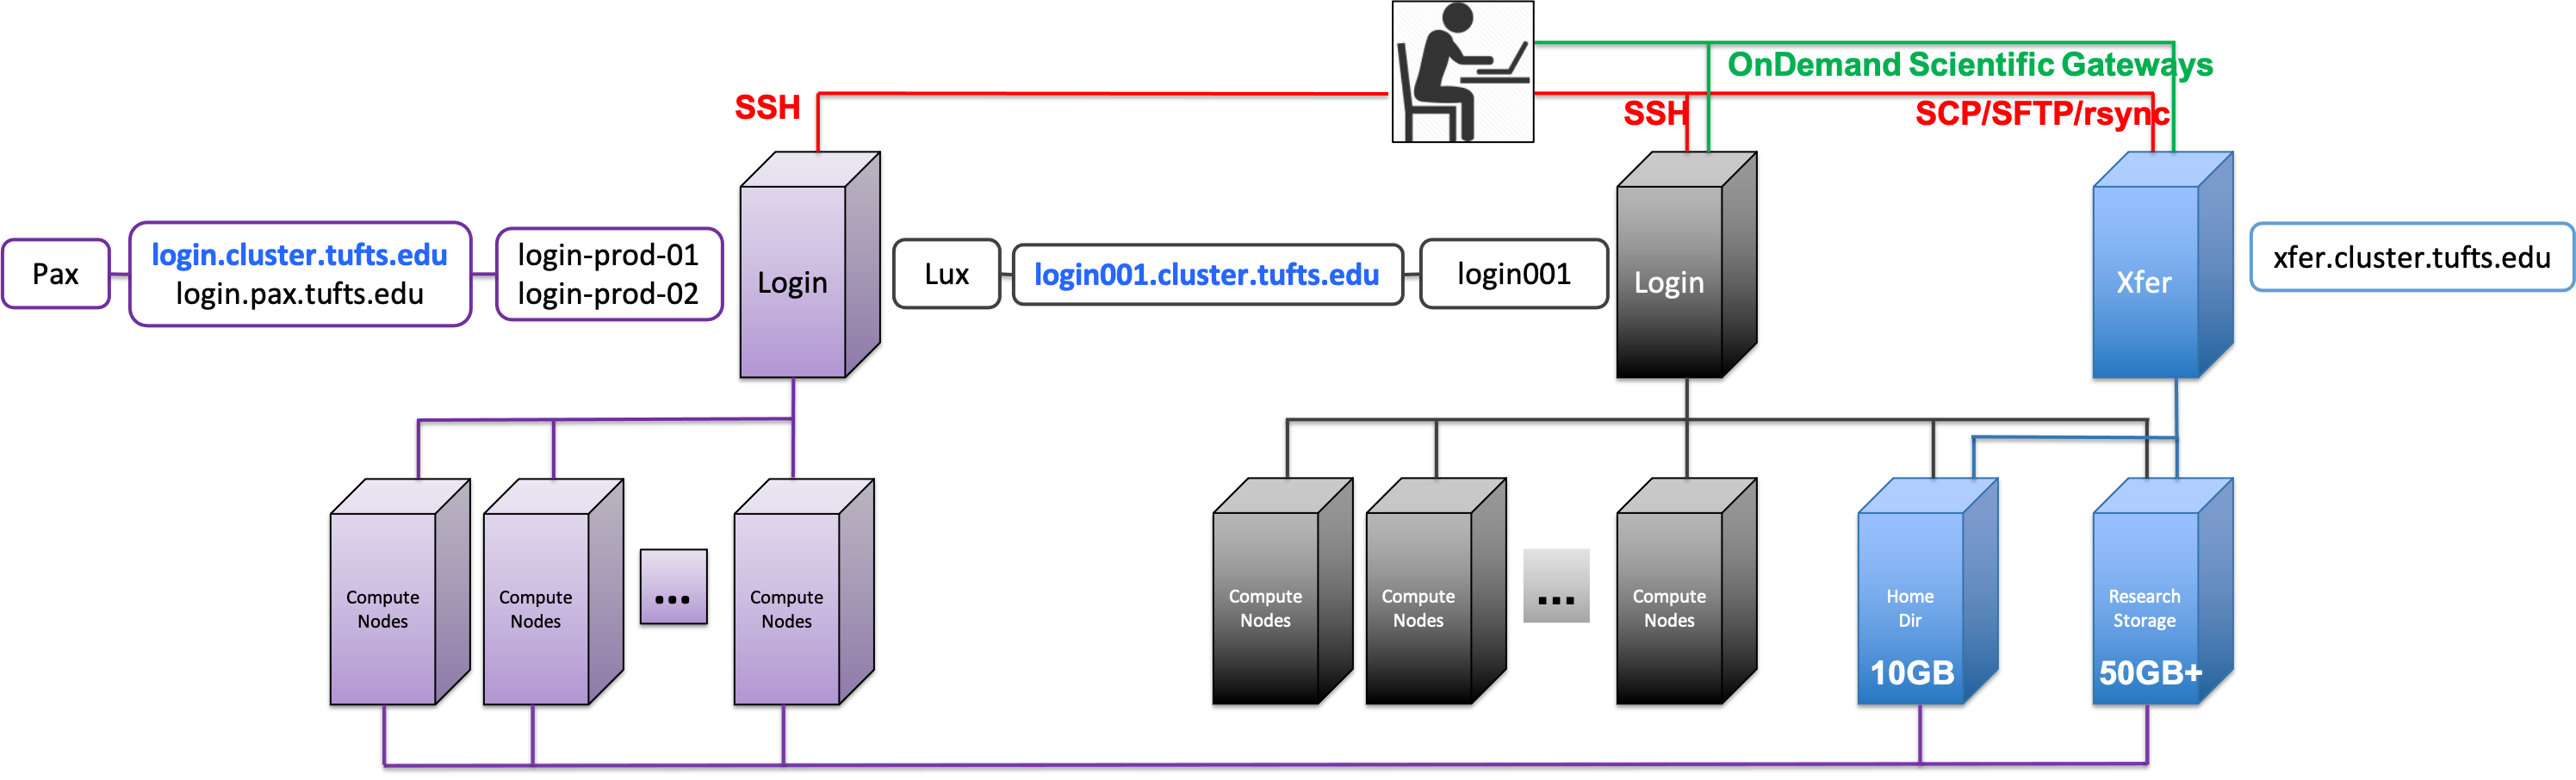 OnDemand Scientific Gateways
SSH
SSH
SCP/SFTP/rsync
Pax
login.cluster.tufts.edu
login.pax.tufts.edu
login-prod-01
login-prod-02
Login
Lux
login001.cluster.tufts.edu
login001
Login
Xfer
xfer.cluster.tufts.edu
Compute
Nodes
Compute
Nodes
...
Compute
Nodes
Compute
Nodes
Compute
Nodes
...
Compute
Nodes
Home
Dir
10GB
Research
Storage
50GB+